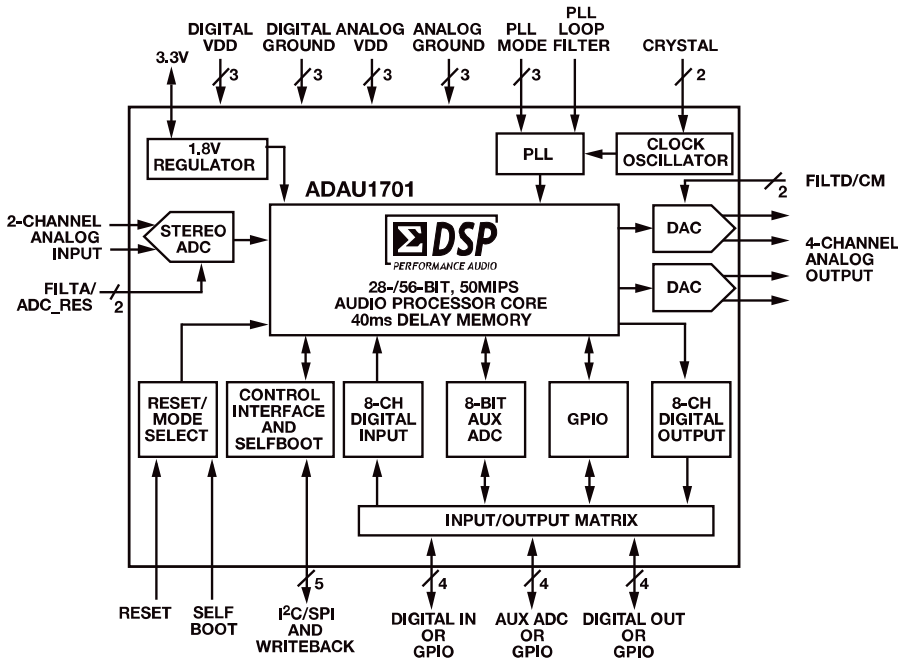 DIGITAL
VDD
DIGITAL
GROUND
ANALOG
VDD
ANALOG
GROUND
PLL
MODE
PLL
LOOP
FILTER
CRYSTAL
3.3V
3
3
3
3
3
2
1.8V
REGULATOR
PLL
CLOCK
OSCILLATOR
ADAU1701
FILTD/CM
2
2-CHANNEL
ANALOG
INPUT
STEREO
ADC
ΣDSP
PERFORMANCE AUDIO
28-/56-BIT, 50MIPS
AUDIO PROCESSOR CORE
40ms DELAY MEMORY
DAC
DAC
4-CHANNEL
ANALOG
OUTPUT
FILTA/
ADC_RES
2
RESET/
MODE
SELECT
CONTROL
INTERFACE
AND
SELFBOOT
8-CH
DIGITAL
INPUT
8-BIT
AUX
ADC
GPIO
8-CH
DIGITAL
OUTPUT
INPUT/OUTPUT MATRIX
5
4
4
4
RESET
SELF
BOOT
I²C/SPI
AND
WRITEBACK
DIGITAL IN
OR
GPIO
AUX ADC
OR
GPIO
DIGITAL OUT
OR
GPIO